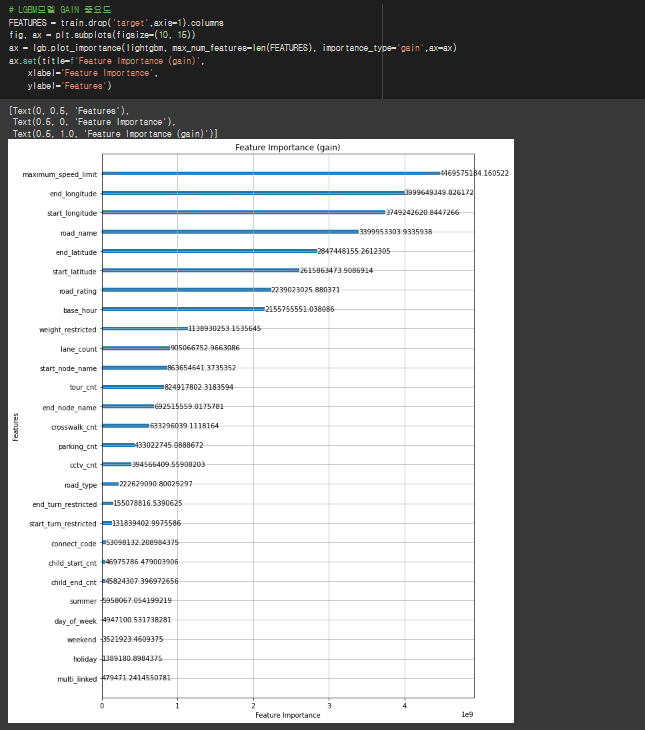 # LGBM모델 GAIN 중요도
FEATURES = train.drop('target',axis=1).columns
fig, ax = plt.subplots(figsize=(10, 15))
ax = lgb.plot_importance(lightgbm, max_num_features=len(FEATURES), importance_type='gain',ax=ax)
ax.set(title=f'Feature Importance (gain)',
xlabel='Feature Importance',
ylabel='Features')
[Text(0, 0.5, 'Features'),
Text(0.5, 0, 'Feature Importance'),
Text(0.5, 1.0, 'Feature Importance (gain)')]
Feature Importance (gain)
maximum_speed_limit 4469575184.160522
end_longitude 3999649349.826172
start_longitude 3749242620.8447266
road_name 3399953303.9335938
end_latitude 2847448155.2612305
start_latitude 2615863473.9086914
road_rating 2239023025.880371
base_hour 2155755551.038086
weight_restricted 1138930253.1535645
lane_count 905066752.9663086
start_node_name 863654641.3735352
tour_cnt 824917802.3183594
end_node_name 692515559.0175781
crosswalk_cnt 633296039.1118164
parking_cnt 433022745.0888672
cctv_cnt 394566409.55908203
road_type 222629090.80029297
end_turn_restricted 155078816.5390625
start_turn_restricted 131839402.9975586
connect_code 53098132.208984375
child_start_cnt 46975786.479003906
child_end_cnt 45824307.396972656
summer 5958067.054199219
day_of_week 4947100.531738281
weekend 3521923.4609375
holiday 1389180.8984375
multi_linked 479471.2414550781
Features
0 1 2 3 4
1e9
Feature Importance